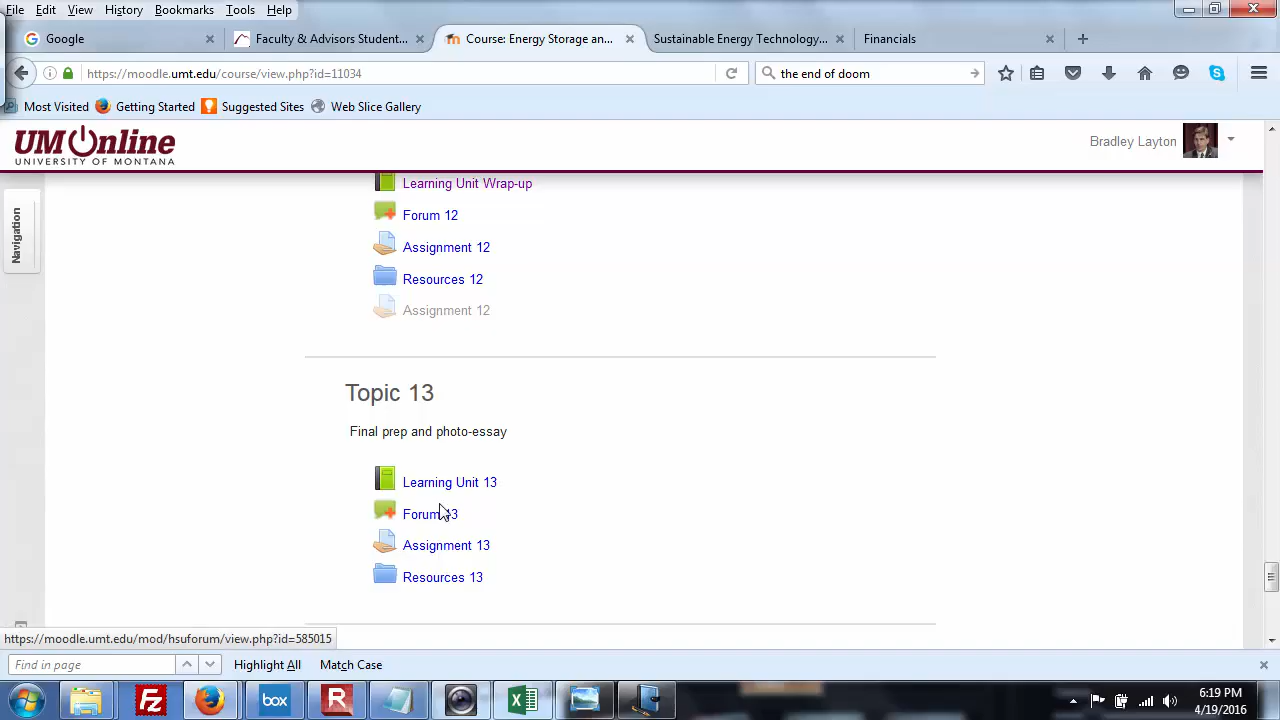 File Edit View History Bookmarks Tools Help
Google Faculty & Advisors Student... Course: Energy Storage an... Sustainable Energy Technology... Financials
https://moodle.umt.edu/course/view.php?id=11034 the end of doom
Most Visited Getting Started Suggested Sites Web Slice Gallery
UM Online
UNIVERSITY OF MONTANA
Bradley Layton
Navigation
Learning Unit Wrap-up
Forum 12
Assignment 12
Resources 12
Assignment 12
Topic 13
Final prep and photo-essay
Learning Unit 13
Forum 13
Assignment 13
Resources 13
https://moodle.umt.edu/mod/hsuforum/view.php?id=585015
Find in page Highlight All Match Case
box
6:19 PM
4/19/2016